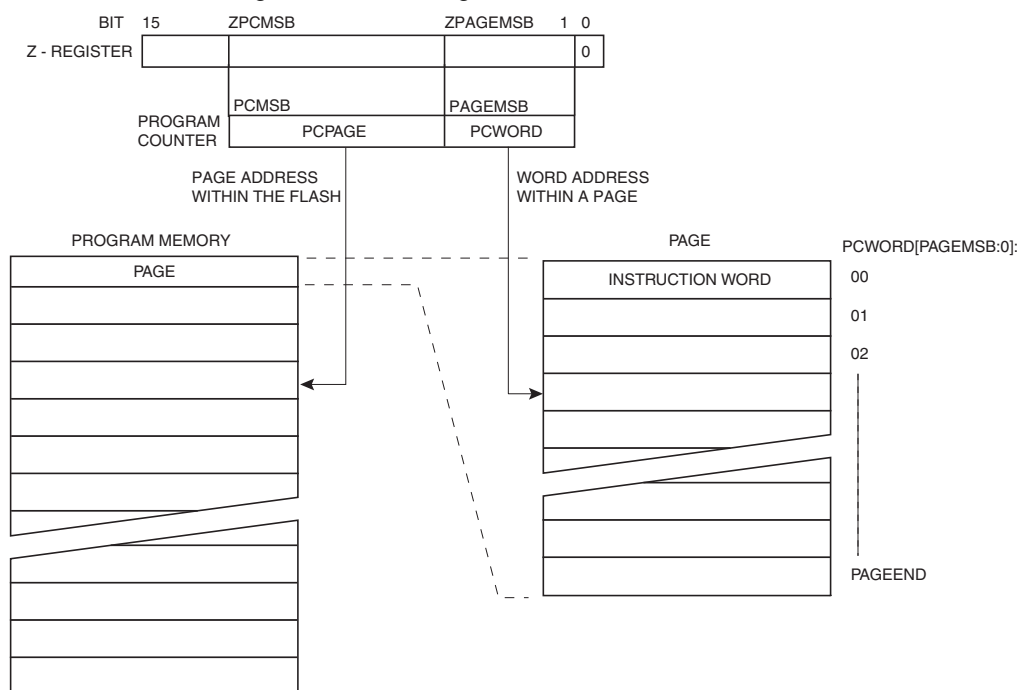 BIT 15 ZPCMSB ZPAGEMSB 1 0
Z - REGISTER 0
PCMSB PAGEMSB
PROGRAM
COUNTER
PCPAGE PCWORD
PAGE ADDRESS
WITHIN THE FLASH
WORD ADDRESS
WITHIN A PAGE
PROGRAM MEMORY
PAGE
PAGE
PCWORD[PAGEMSB:0]:
INSTRUCTION WORD 00
01
02
PAGEEND